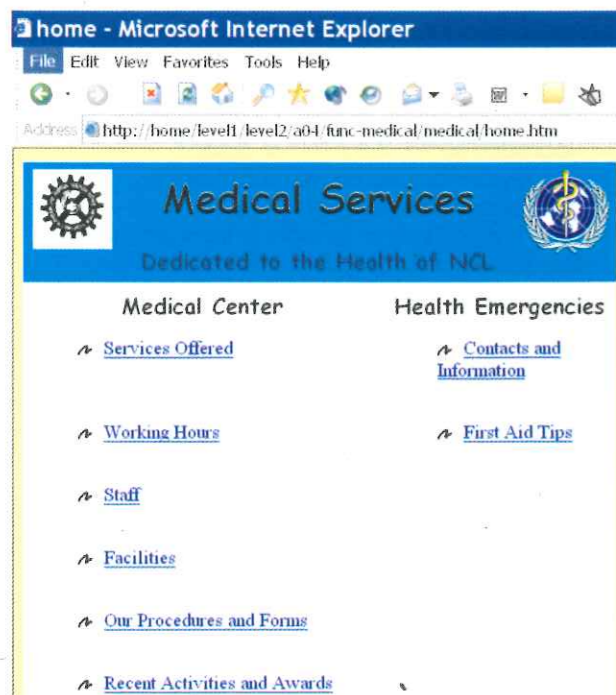 home - Microsoft Internet Explorer
File Edit View Favorites Tools Help
Address http://home/level1/level2/a04/func-medical/medical/home.htm
Medical Services
Dedicated to the Health of NCL
Medical Center
Services Offered
Working Hours
Staff
Facilities
Our Procedures and Forms
Recent Activities and Awards
Health Emergencies
Contacts and
Information
First Aid Tips